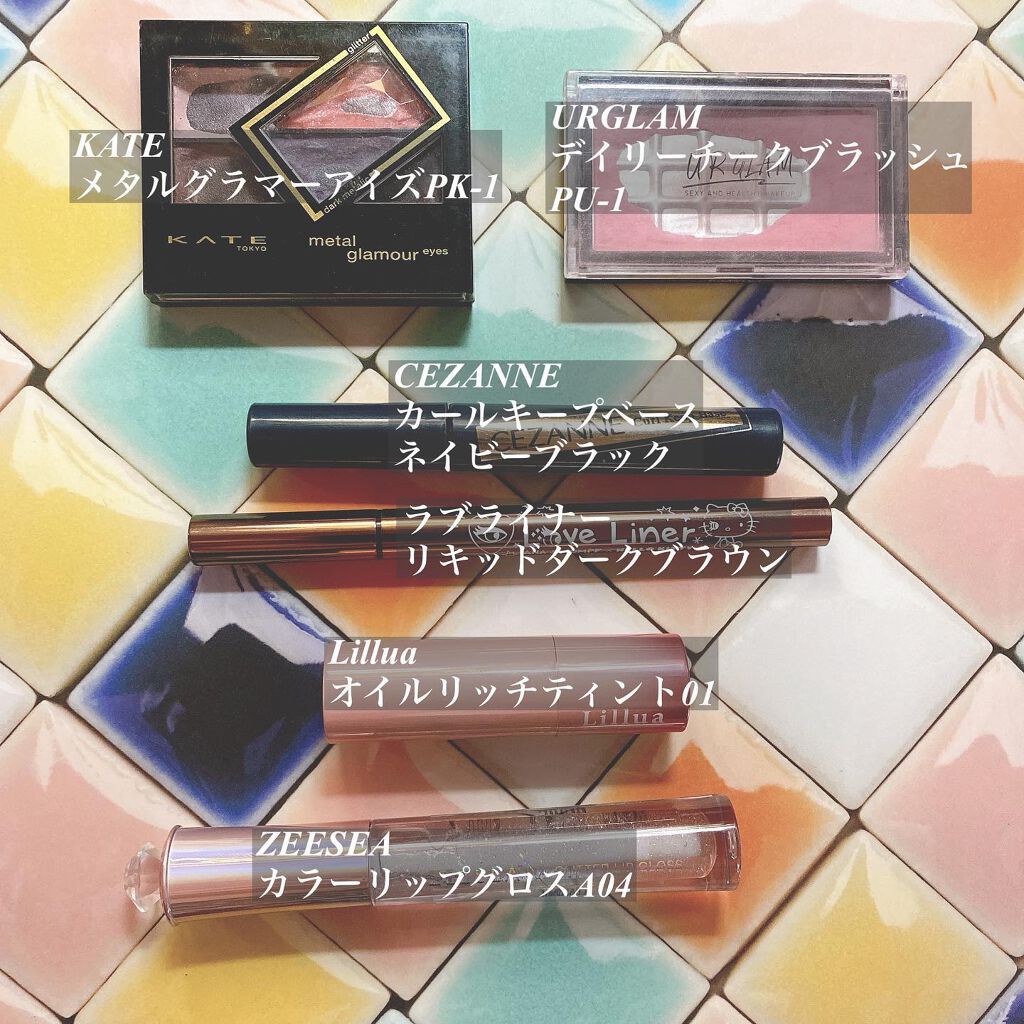 glitter
KATE
メタルグラマーアイズPK-1
dark metallic
KATE
TOKYO
metal
glamour eyes
URGLAM
デイリーチークブラッシュ
PU-1
URGLAM
SEXY AND HEALTHY MAKEUP
CEZANNE
カールキープベース
ネイビーブラック
CEZANNE
ラブライナー
リキッドダークブラウン
Love Liner
Lillua
オイルリッチティント01
Lillua
ZEESEA
カラーリップグロスA04
GLOSS